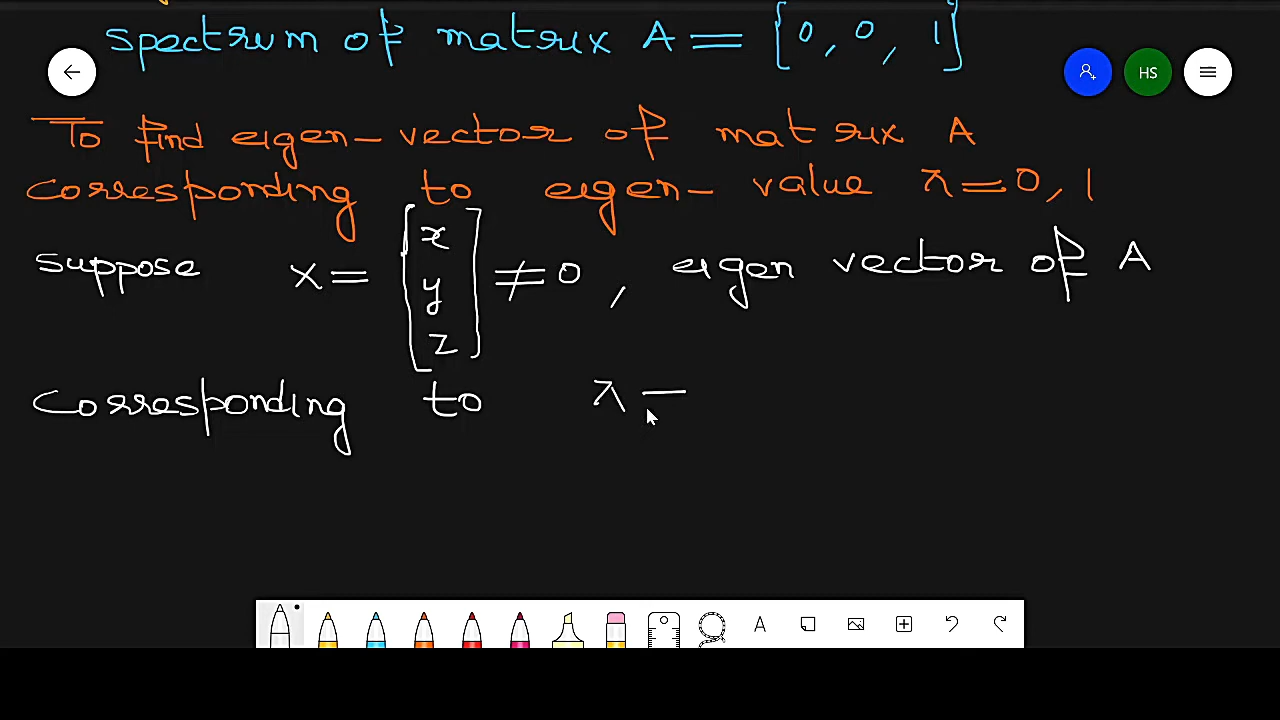 spectrum of matrix A = {0, 0, 1}
HS
To find eigen-vector of matrix A
corresponding to eigen-value λ=0, 1
suppose X = [x y z] ≠ 0, eigen vector of A
corresponding to λ −
A